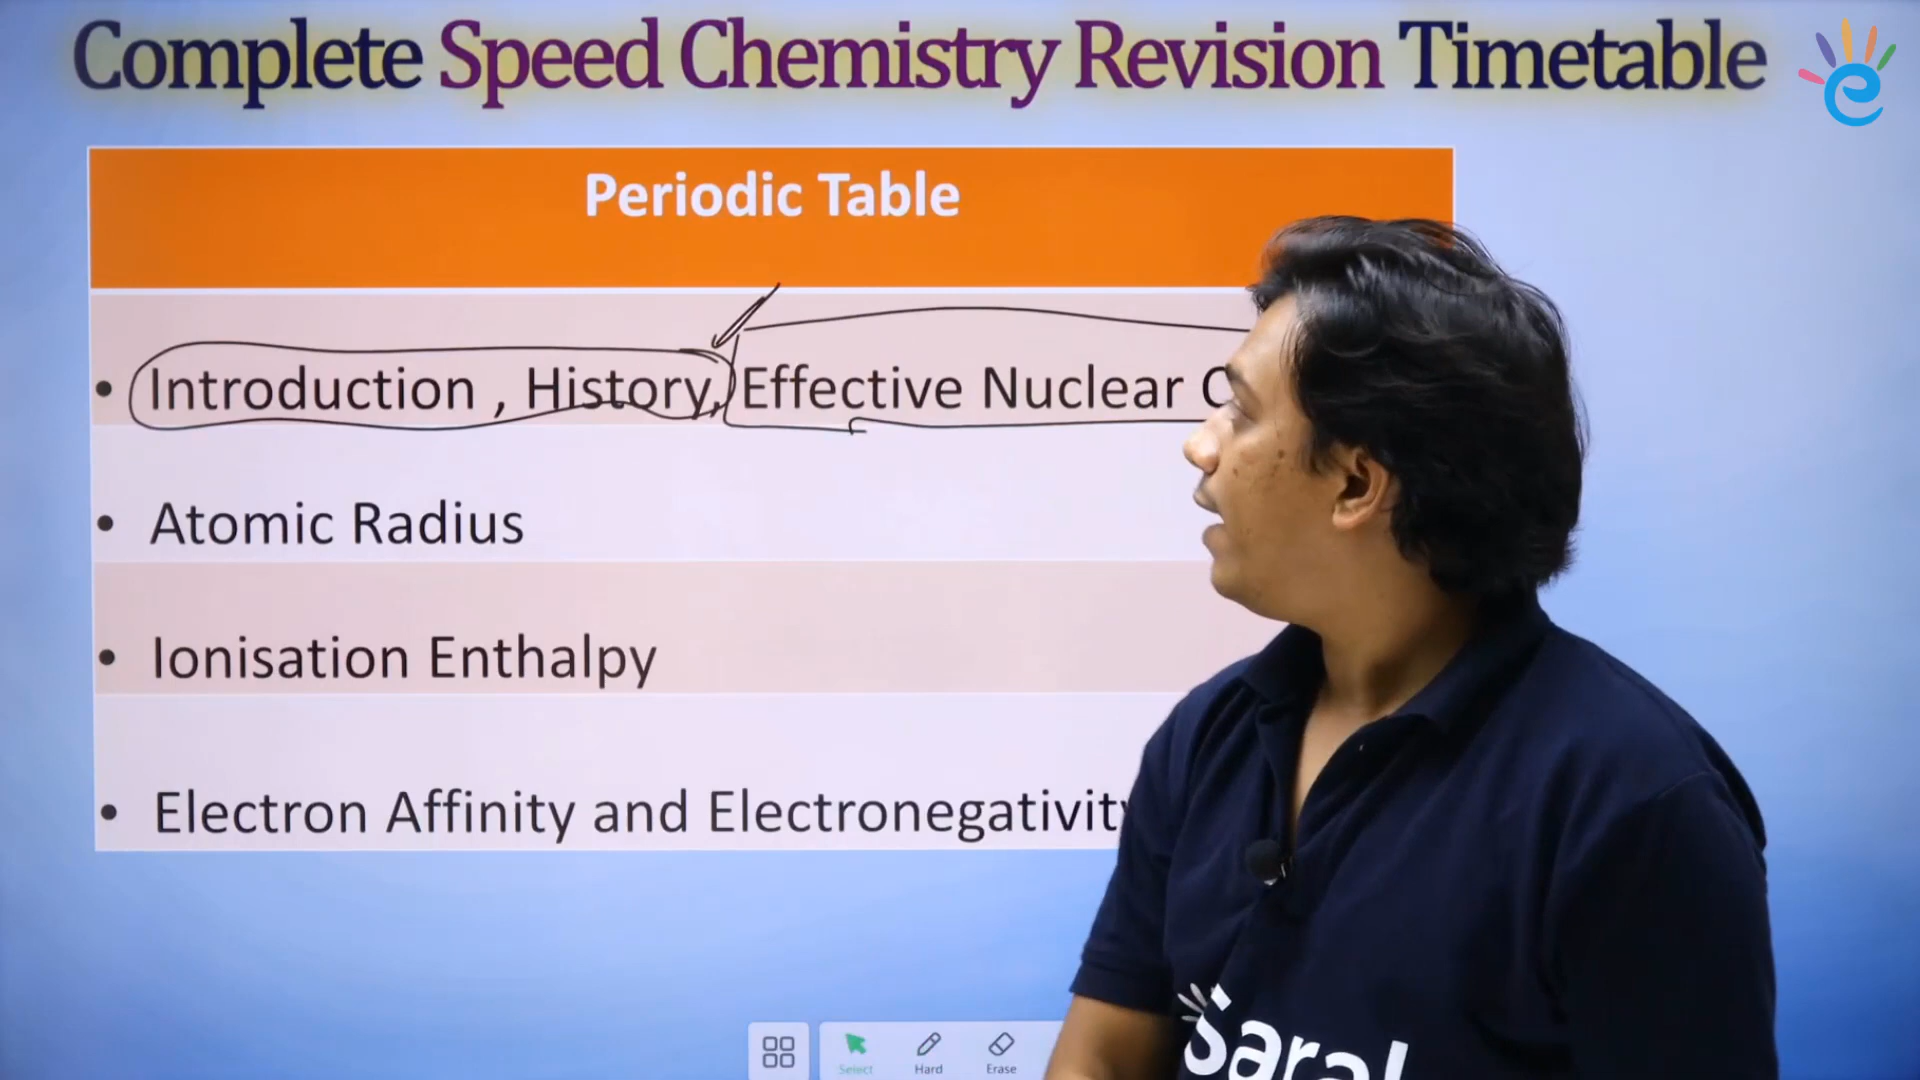 Complete Speed Chemistry Revision Timetable
Periodic Table
• Introduction , History, Effective Nuclear
• Atomic Radius
• Ionisation Enthalpy
• Electron Affinity and Electronegativity
Select
Hard
Erase
Saral